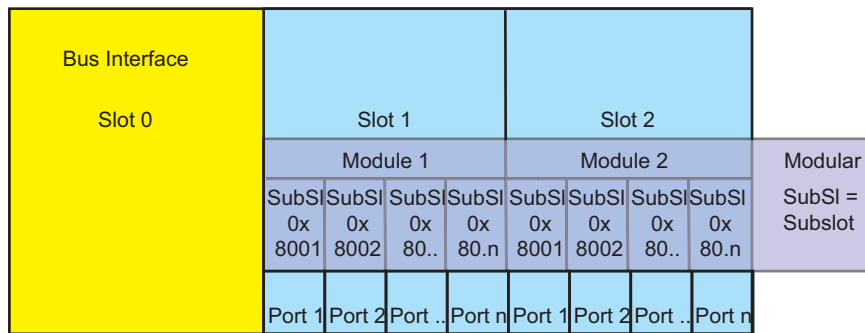 Bus Interface
Slot 0
Slot 1
Slot 2
Module 1
Module 2
Modular
SubSl =
Subslot
SubSl
0x
8001
SubSl
0x
8002
SubSl
0x
80..
SubSl
0x
80.n
SubSl
0x
8001
SubSl
0x
8002
SubSl
0x
80..
SubSl
0x
80.n
Port 1
Port 2
Port ..
Port n
Port 1
Port 2
Port ..
Port n